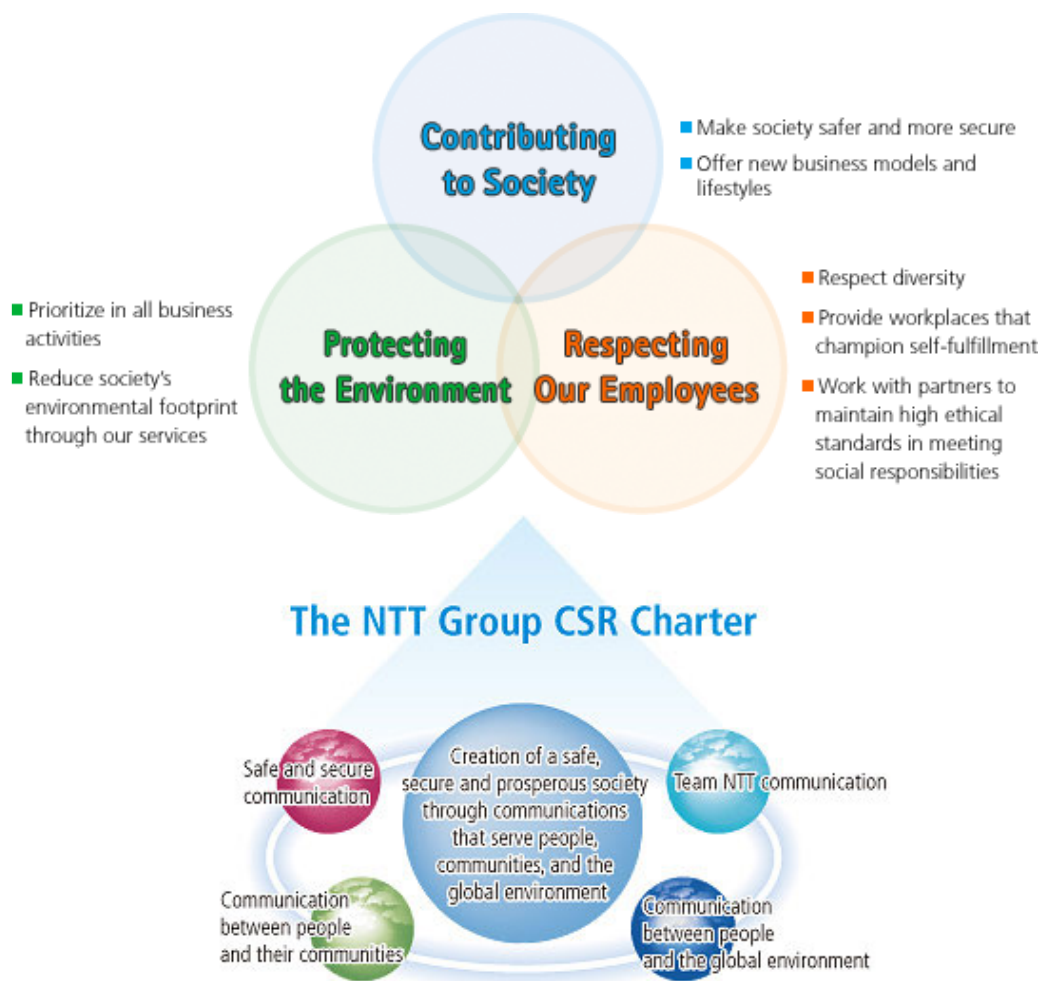 Contributing
to Society
■ Make society safer and more secure
■ Offer new business models and
lifestyles
■ Prioritize in all business
activities
■ Reduce society's
environmental footprint
through our services
Protecting
the Environment
Respecting
Our Employees
■ Respect diversity
■ Provide workplaces that
champion self-fulfillment
■ Work with partners to
maintain high ethical
standards in meeting
social responsibilities
The NTT Group CSR Charter
Safe and secure
communication
Creation of a safe,
secure and prosperous society
through communications
that serve people,
communities, and the
global environment
Team NTT communication
Communication
between people
and their communities
Communication
between people
and the global environment